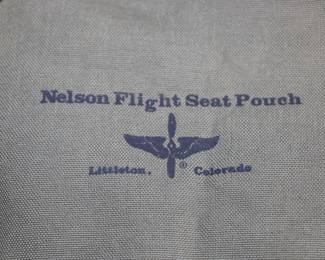 Nelson Flight Seat Pouch
Littleton, ® Colorado